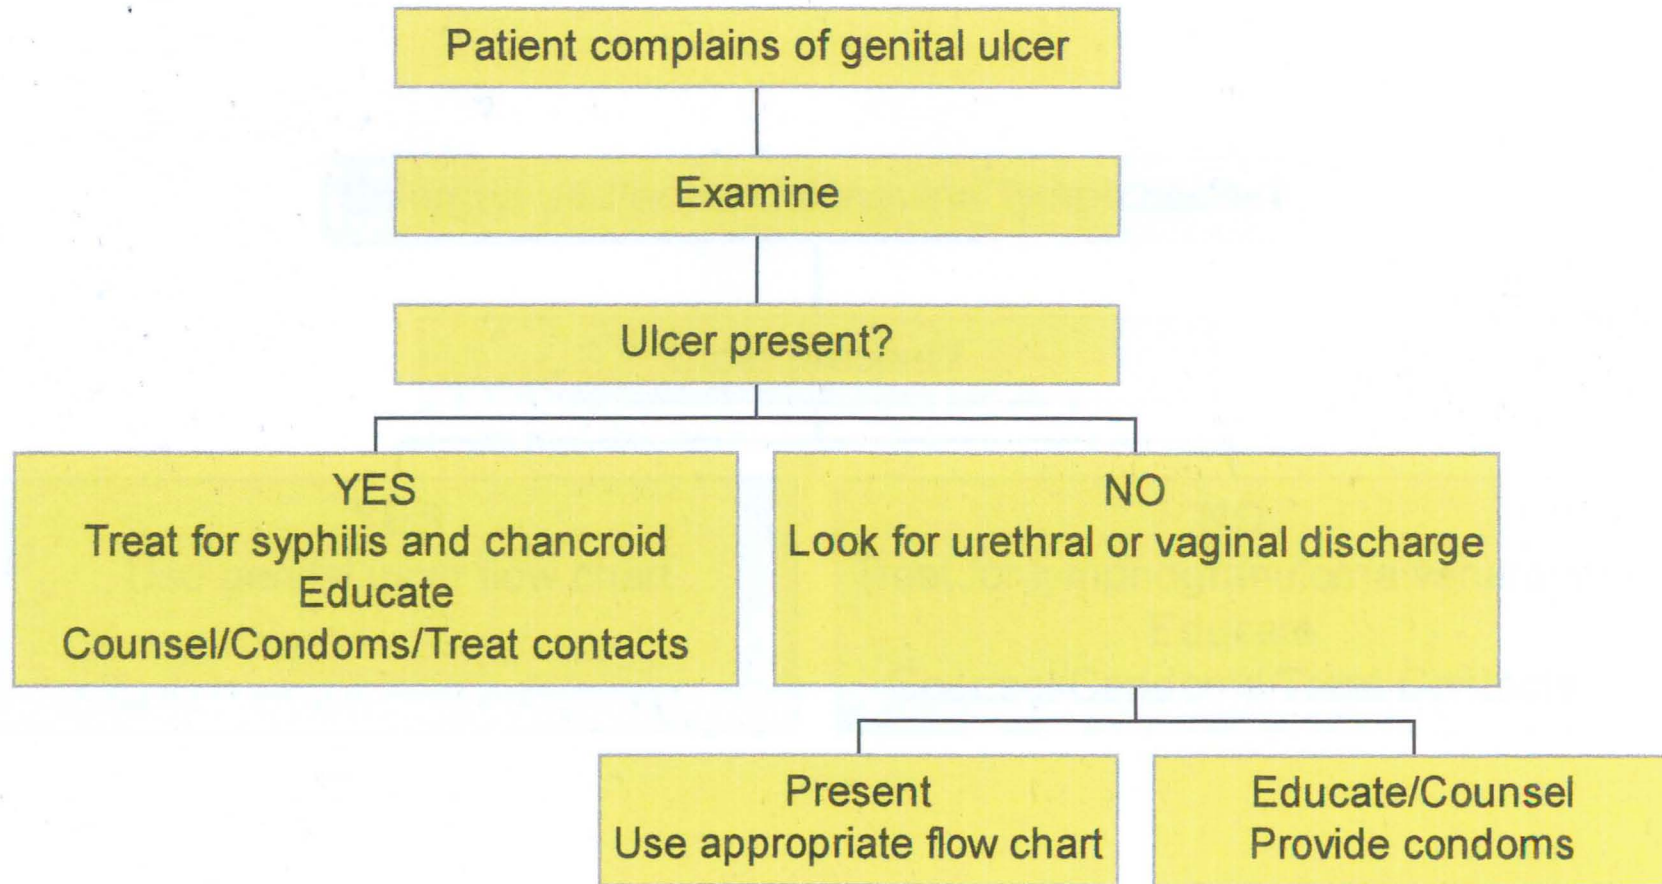 Patient complains of genital ulcer
Examine
Ulcer present?
YES
Treat for syphilis and chancroid
Educate
Counsel/Condoms/Treat contacts
NO
Look for urethral or vaginal discharge
Present
Use appropriate flow chart
Educate/Counsel
Provide condoms